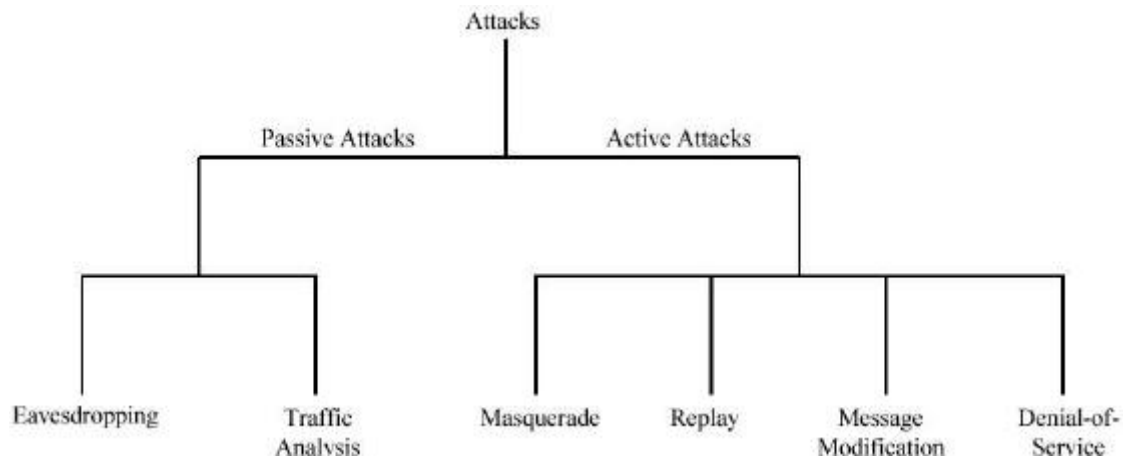 Attacks
Passive Attacks
Active Attacks
Eavesdropping
Traffic
Analysis
Masquerade
Replay
Message
Modification
Denial-of-
Service